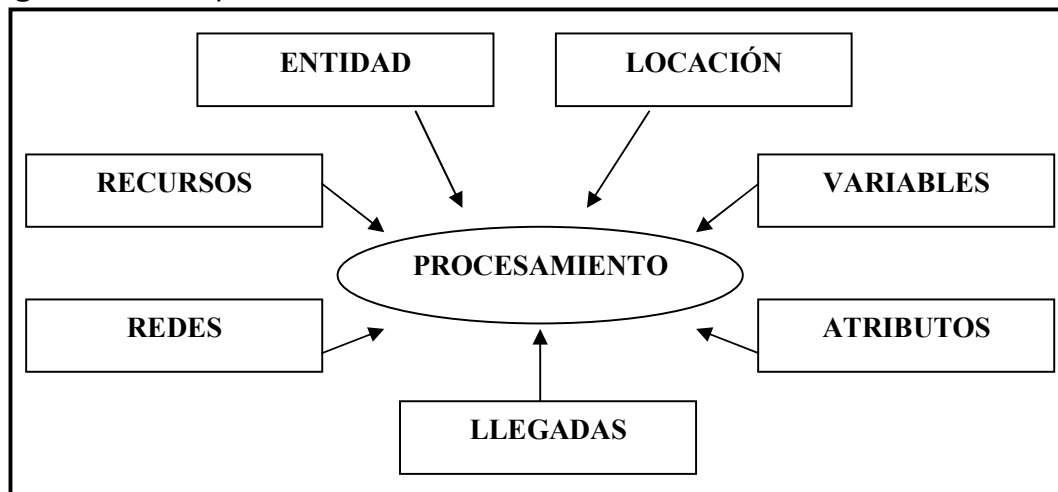 ENTIDAD
LOCACIÓN
RECURSOS
VARIABLES
PROCESAMIENTO
REDES
ATRIBUTOS
LLEGADAS